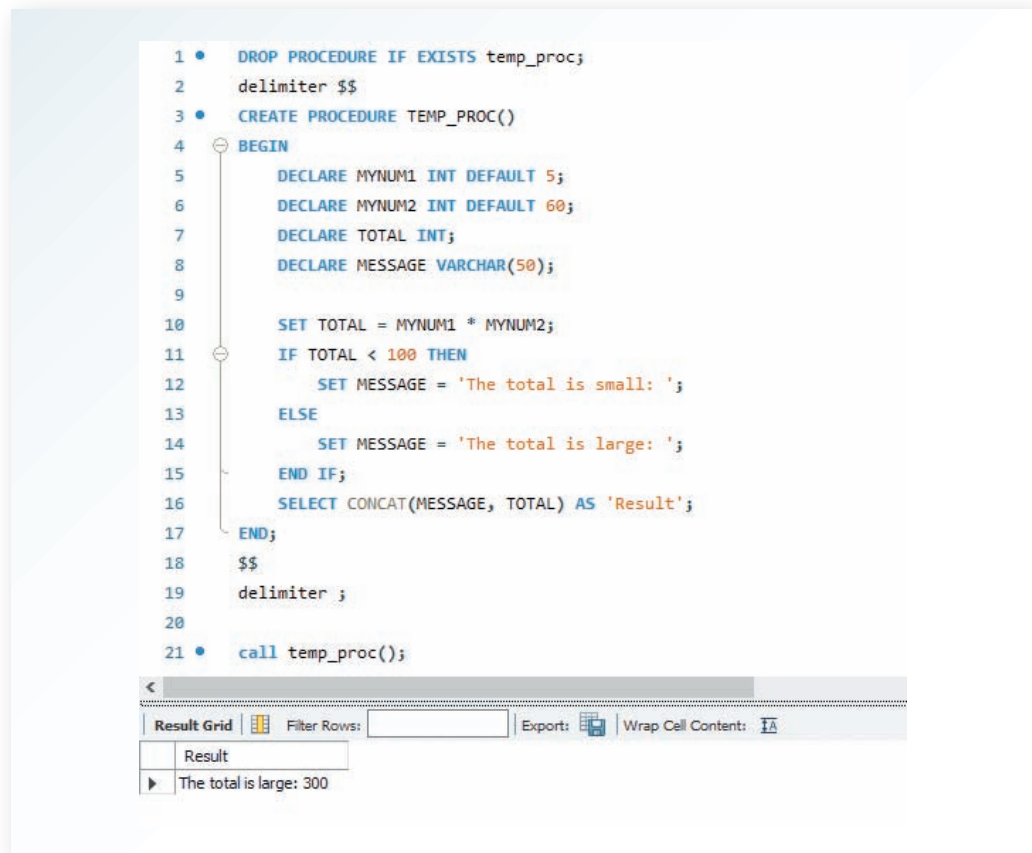 1 DROP PROCEDURE IF EXISTS temp_proc;
2 delimiter $$
3 CREATE PROCEDURE TEMP_PROC()
4 BEGIN
5 DECLARE MYNUM1 INT DEFAULT 5;
6 DECLARE MYNUM2 INT DEFAULT 60;
7 DECLARE TOTAL INT;
8 DECLARE MESSAGE VARCHAR(50);
9
10 SET TOTAL = MYNUM1 * MYNUM2;
11 IF TOTAL < 100 THEN
12 SET MESSAGE = 'The total is small: ';
13 ELSE
14 SET MESSAGE = 'The total is large: ';
15 END IF;
16 SELECT CONCAT(MESSAGE, TOTAL) AS 'Result';
17 END;
18 $$
19 delimiter ;
20
21 call temp_proc();
Result Grid Filter Rows: Export: Wrap Cell Content:
Result
The total is large: 300